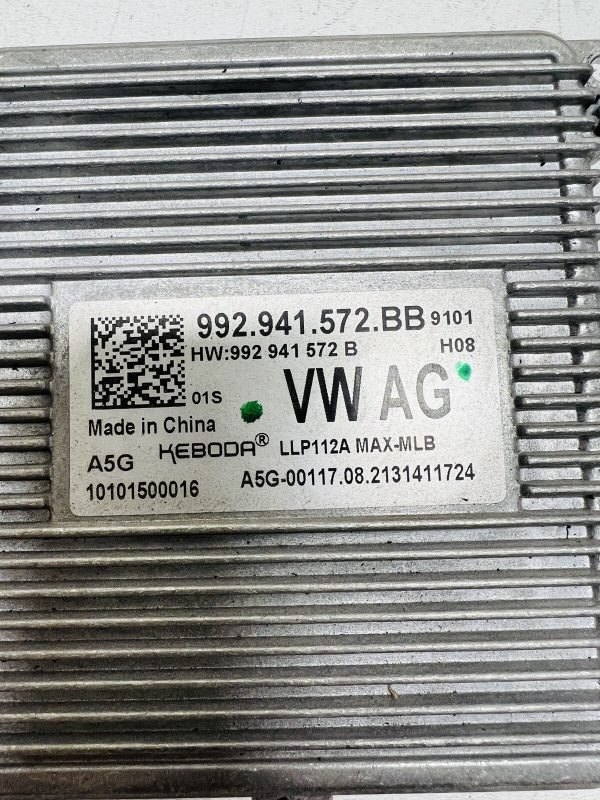 992.941.572.BB 9101
HW:992 941 572 B H08
01S VW AG
Made in China
A5G KEBODA® LLP112A MAX-MLB
10101500016 A5G-00117.08.2131411724